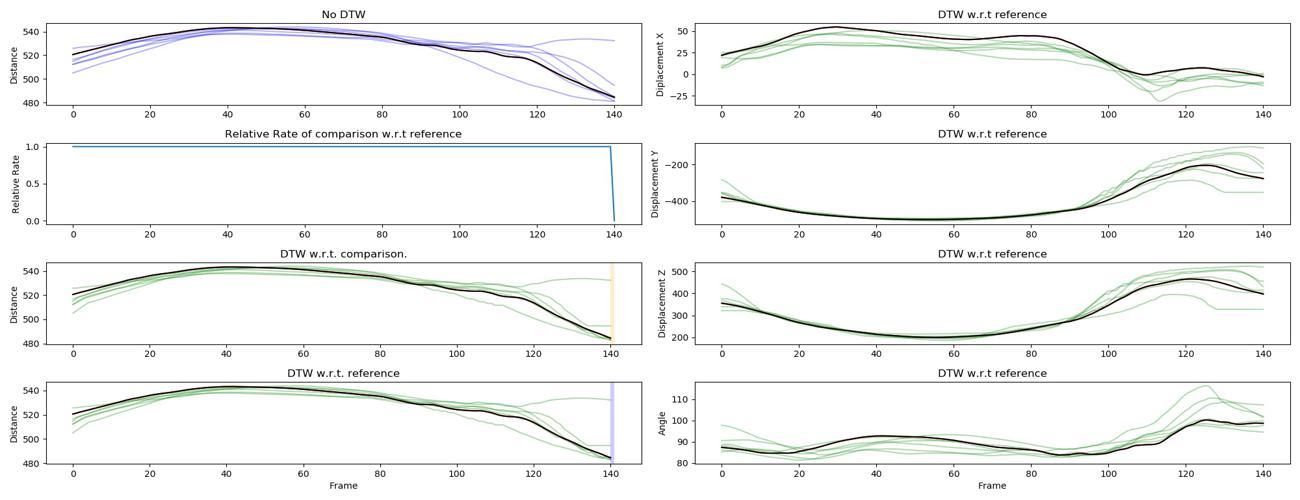 No DTW
Distance
540
520
500
480
0 20 40 60 80 100 120 140
Relative Rate of comparison w.r.t reference
Relative Rate
1.0
0.5
0.0
0 20 40 60 80 100 120 140
DTW w.r.t. comparison.
Distance
540
520
500
480
0 20 40 60 80 100 120 140
DTW w.r.t. reference
Distance
540
520
500
480
0 20 40 60 80 100 120 140
Frame
DTW w.r.t reference
Diplacement X
50
25
0
−25
0 20 40 60 80 100 120 140
DTW w.r.t reference
Displacement Y
−200
−400
0 20 40 60 80 100 120 140
DTW w.r.t reference
Displacement Z
500
400
300
200
0 20 40 60 80 100 120 140
DTW w.r.t reference
Angle
110
100
90
80
0 20 40 60 80 100 120 140
Frame